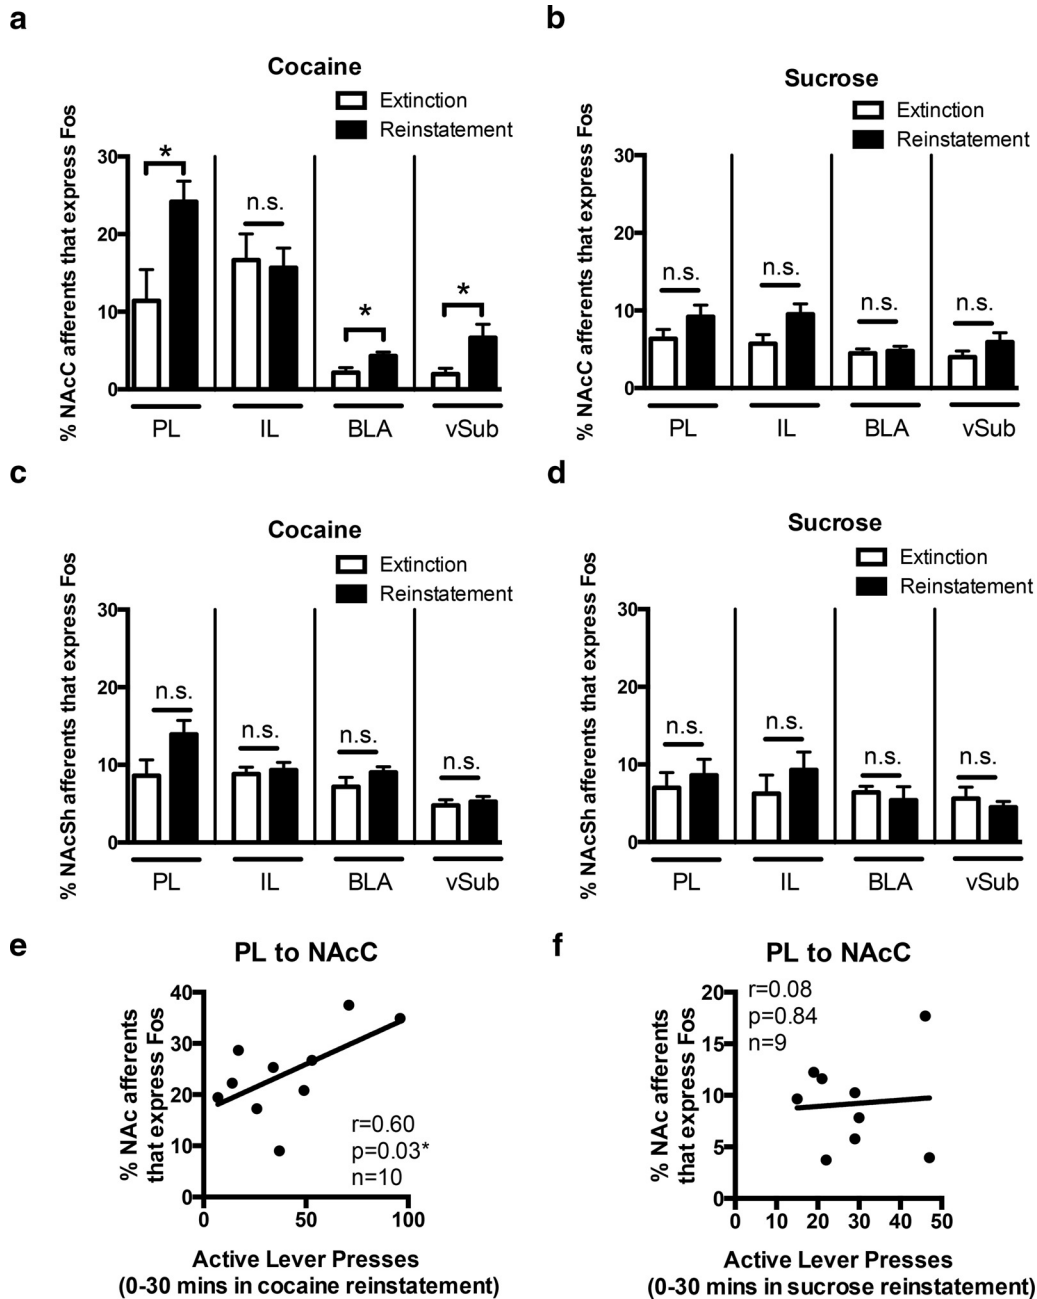 a
Cocaine
Extinction
Reinstatement
% NAcC afferents that express Fos
30
20
10
0
*
n.s.
*
*
PL IL BLA vSub
b
Sucrose
Extinction
Reinstatement
% NAcC afferents that express Fos
30
20
10
0
n.s.
n.s.
n.s.
n.s.
PL IL BLA vSub
c
Cocaine
Extinction
Reinstatement
% NAcSh afferents that express Fos
30
20
10
0
n.s.
n.s.
n.s.
n.s.
PL IL BLA vSub
d
Sucrose
Extinction
Reinstatement
% NAcSh afferents that express Fos
30
20
10
0
n.s.
n.s.
n.s.
n.s.
PL IL BLA vSub
e
PL to NAcC
% NAc afferents
that express Fos
40
30
20
10
0
r=0.60
p=0.03*
n=10
0 50 100
Active Lever Presses
(0-30 mins in cocaine reinstatement)
f
PL to NAcC
% NAc afferents
that express Fos
20
15
10
5
0
r=0.08
p=0.84
n=9
0 10 20 30 40 50
Active Lever Presses
(0-30 mins in sucrose reinstatement)